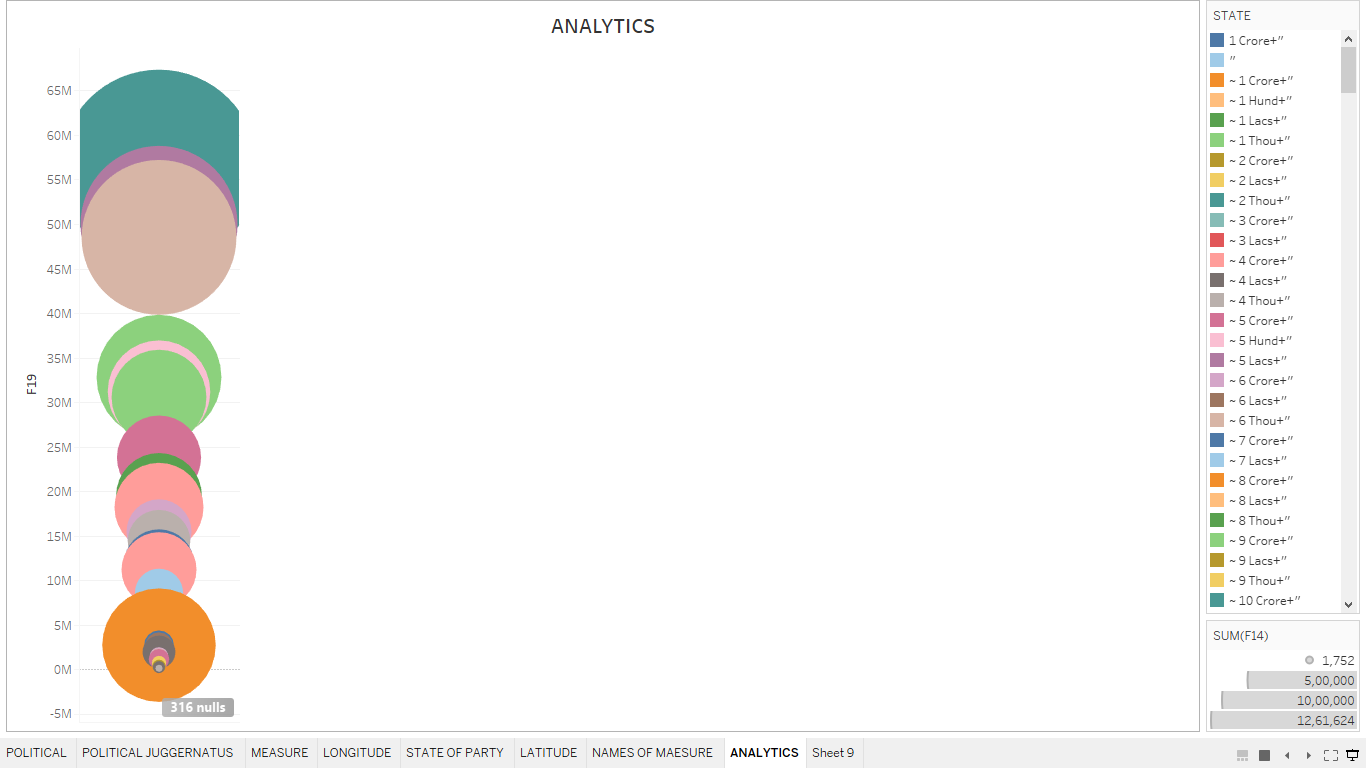 ANALYTICS
65M
60M
55M
50M
45M
40M
35M
30M
25M
20M
15M
10M
5M
0M
-5M
F19
316 nulls
STATE
1 Crore+”
”
~ 1 Crore+”
~ 1 Hund+”
~ 1 Lacs+”
~ 1 Thou+”
~ 2 Crore+”
~ 2 Lacs+”
~ 2 Thou+”
~ 3 Crore+”
~ 3 Lacs+”
~ 4 Crore+”
~ 4 Lacs+”
~ 4 Thou+”
~ 5 Crore+”
~ 5 Hund+”
~ 5 Lacs+”
~ 6 Crore+”
~ 6 Lacs+”
~ 6 Thou+”
~ 7 Crore+”
~ 7 Lacs+”
~ 8 Crore+”
~ 8 Lacs+”
~ 8 Thou+”
~ 9 Crore+”
~ 9 Lacs+”
~ 9 Thou+”
~ 10 Crore+”
SUM(F14)
1,752
5,00,000
10,00,000
12,61,624
POLITICAL POLITICAL JUGGERNATUS MEASURE LONGITUDE STATE OF PARTY LATITUDE NAMES OF MAESURE ANALYTICS Sheet 9